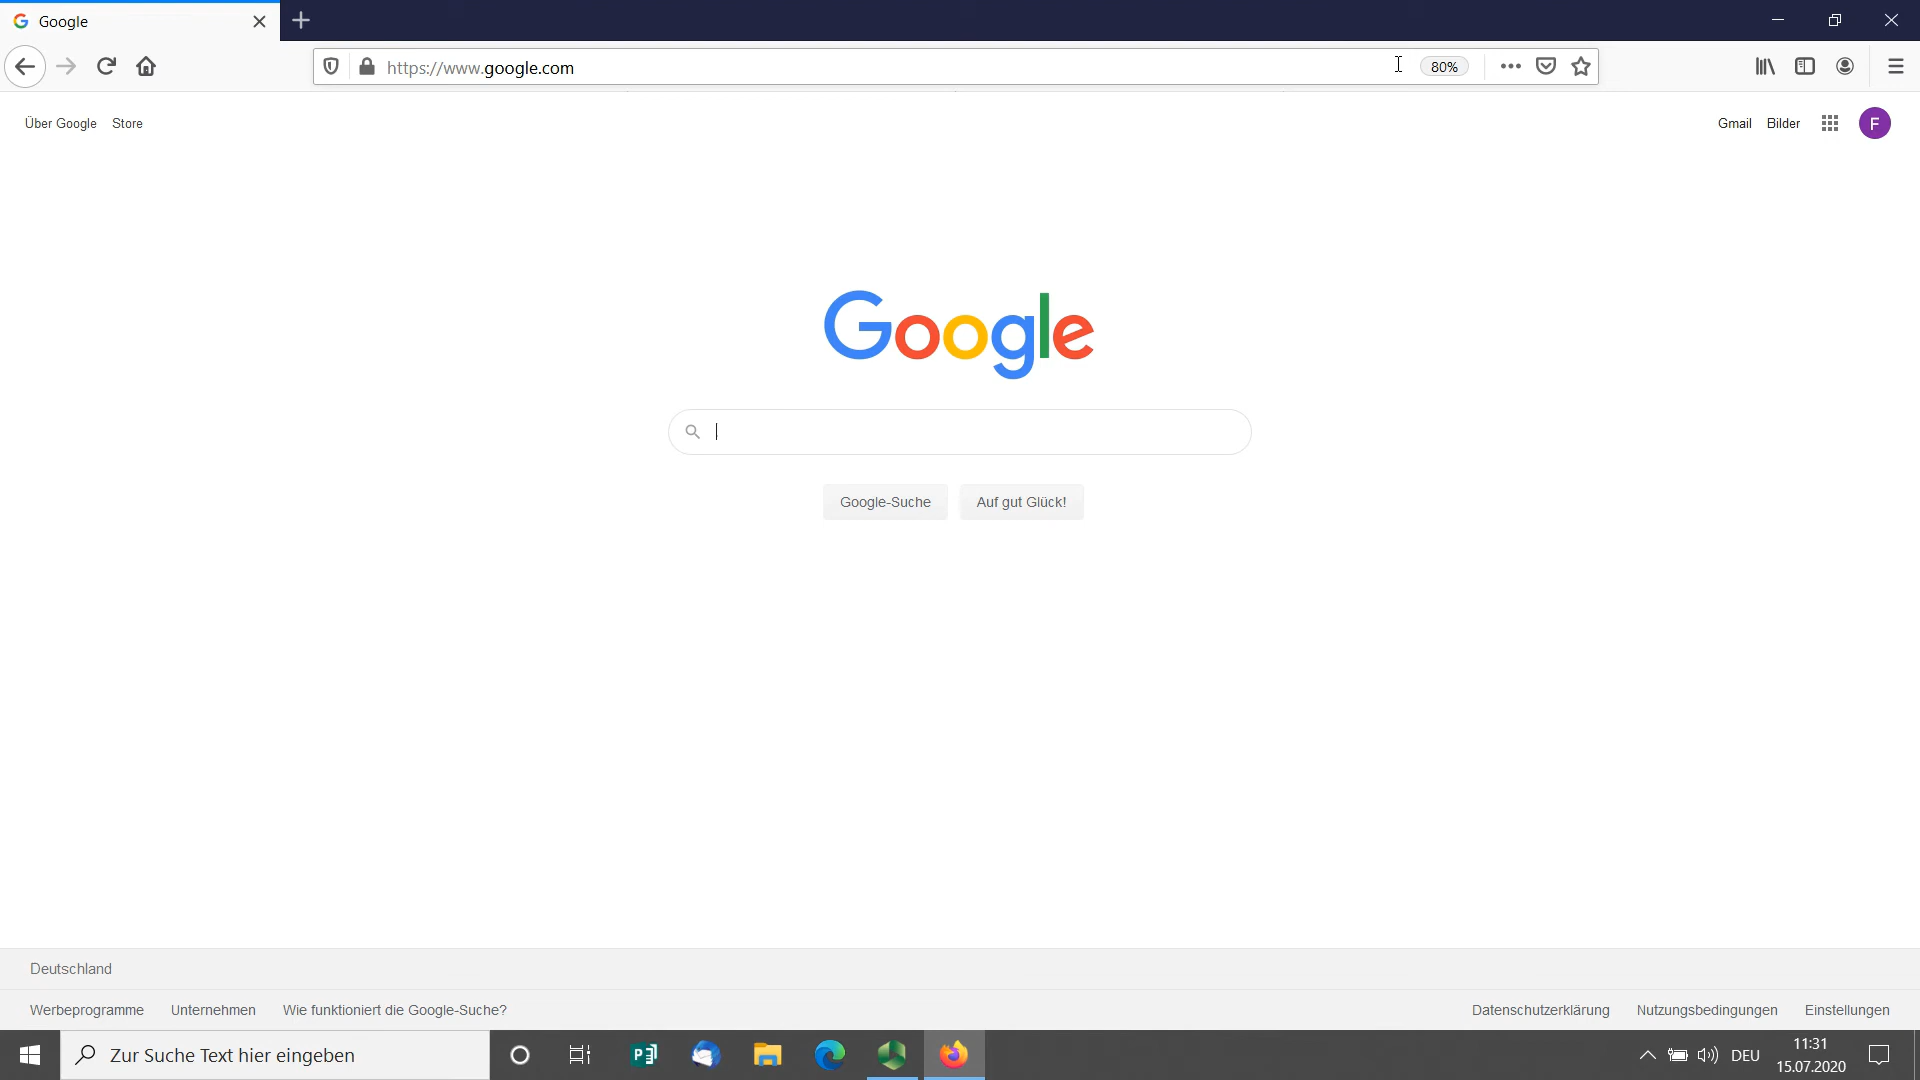 Google
https://www.google.com
80%
Über Google Store
Gmail Bilder
F
Google
Google-Suche Auf gut Glück!
Deutschland
Werbeprogramme Unternehmen Wie funktioniert die Google-Suche?
Datenschutzerklärung Nutzungsbedingungen Einstellungen
Zur Suche Text hier eingeben
P
DEU
11:31
15.07.2020